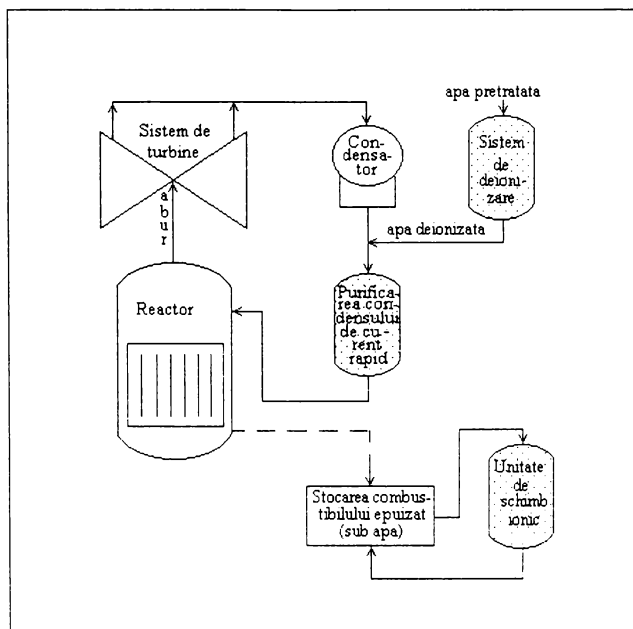 Sistem de
turbine
Con-
densa-
tor
apa pretratata
Sistem
de
deioni-
zare
abur
apa deionizata
Reactor
Purifica-
rea con-
densului
de cu-
rent
rapid
Stocarea combus-
tibilului epuizat
(sub apa)
Unitate
de
schimb
ionic